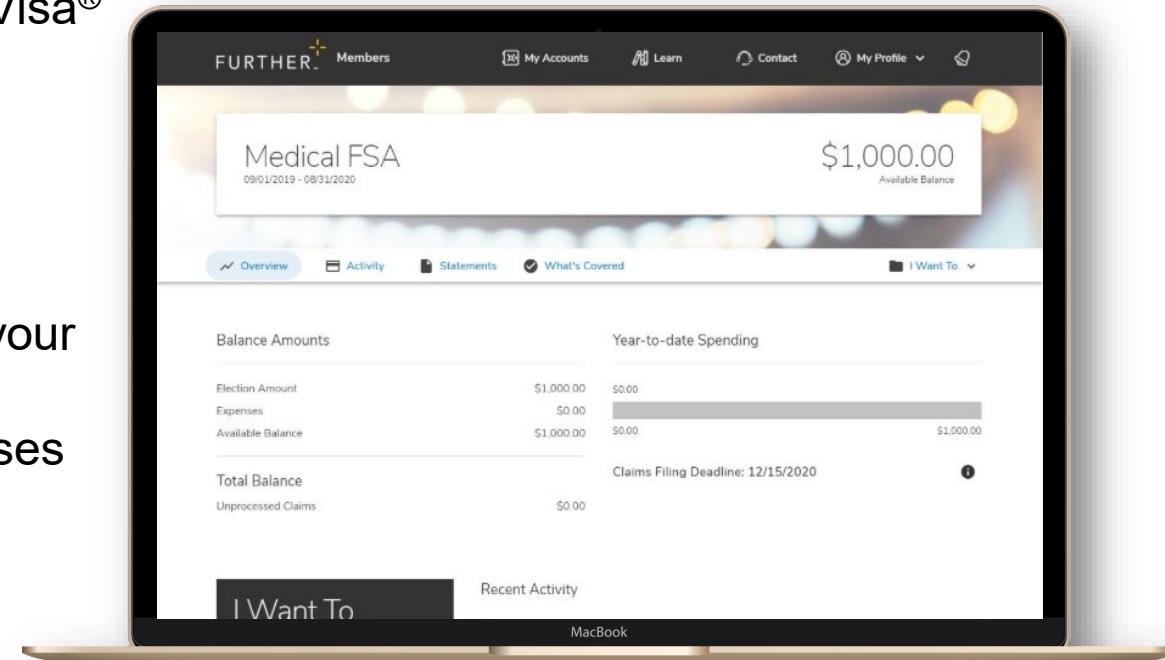 Visa®
your
ses
FURTHER Members My Accounts Learn Contact My Profile
Medical FSA
09/01/2019 - 08/31/2020
$1,000.00
Available Balance
Overview Activity Statements What's Covered I Want To
Balance Amounts
Election Amount $1,000.00
Expenses $0.00
Available Balance $1,000.00
Total Balance
Unprocessed Claims $0.00
Year-to-date Spending
$0.00
$0.00 $1,000.00
Claims Filing Deadline: 12/15/2020
I Want To
Recent Activity
MacBook